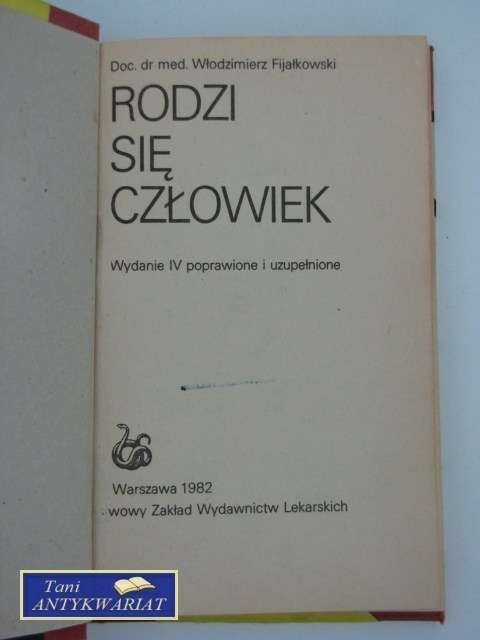 Doc. dr med. Włodzimierz Fijałkowski
RODZI
SIĘ
CZŁOWIEK
Wydanie IV poprawione i uzupełnione
Warszawa 1982
wowy Zakład Wydawnictw Lekarskich
Tani
ANTYKWARIAT